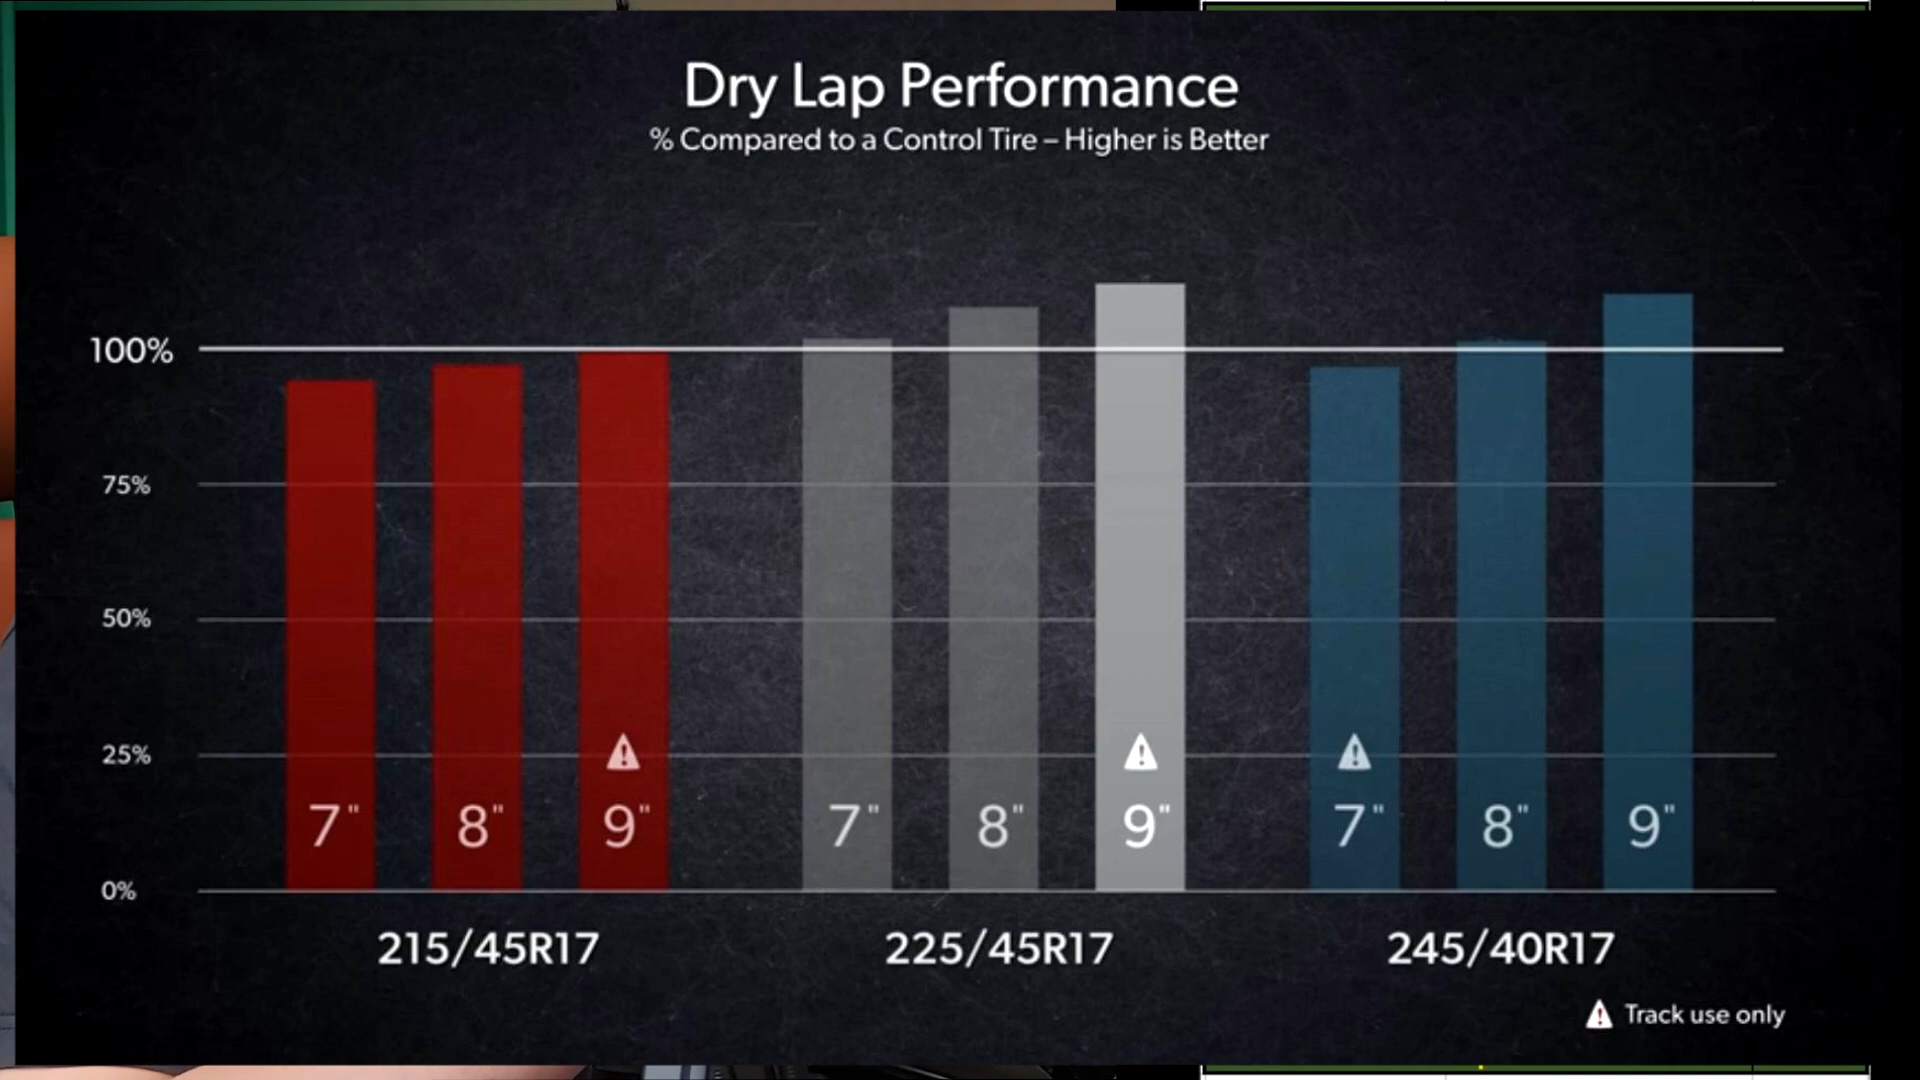 Dry Lap Performance
% Compared to a Control Tire – Higher is Better
100%
75%
50%
25%
0%
7" 8" 9" 7" 8" 9" 7" 8" 9"
215/45R17 225/45R17 245/40R17
Track use only